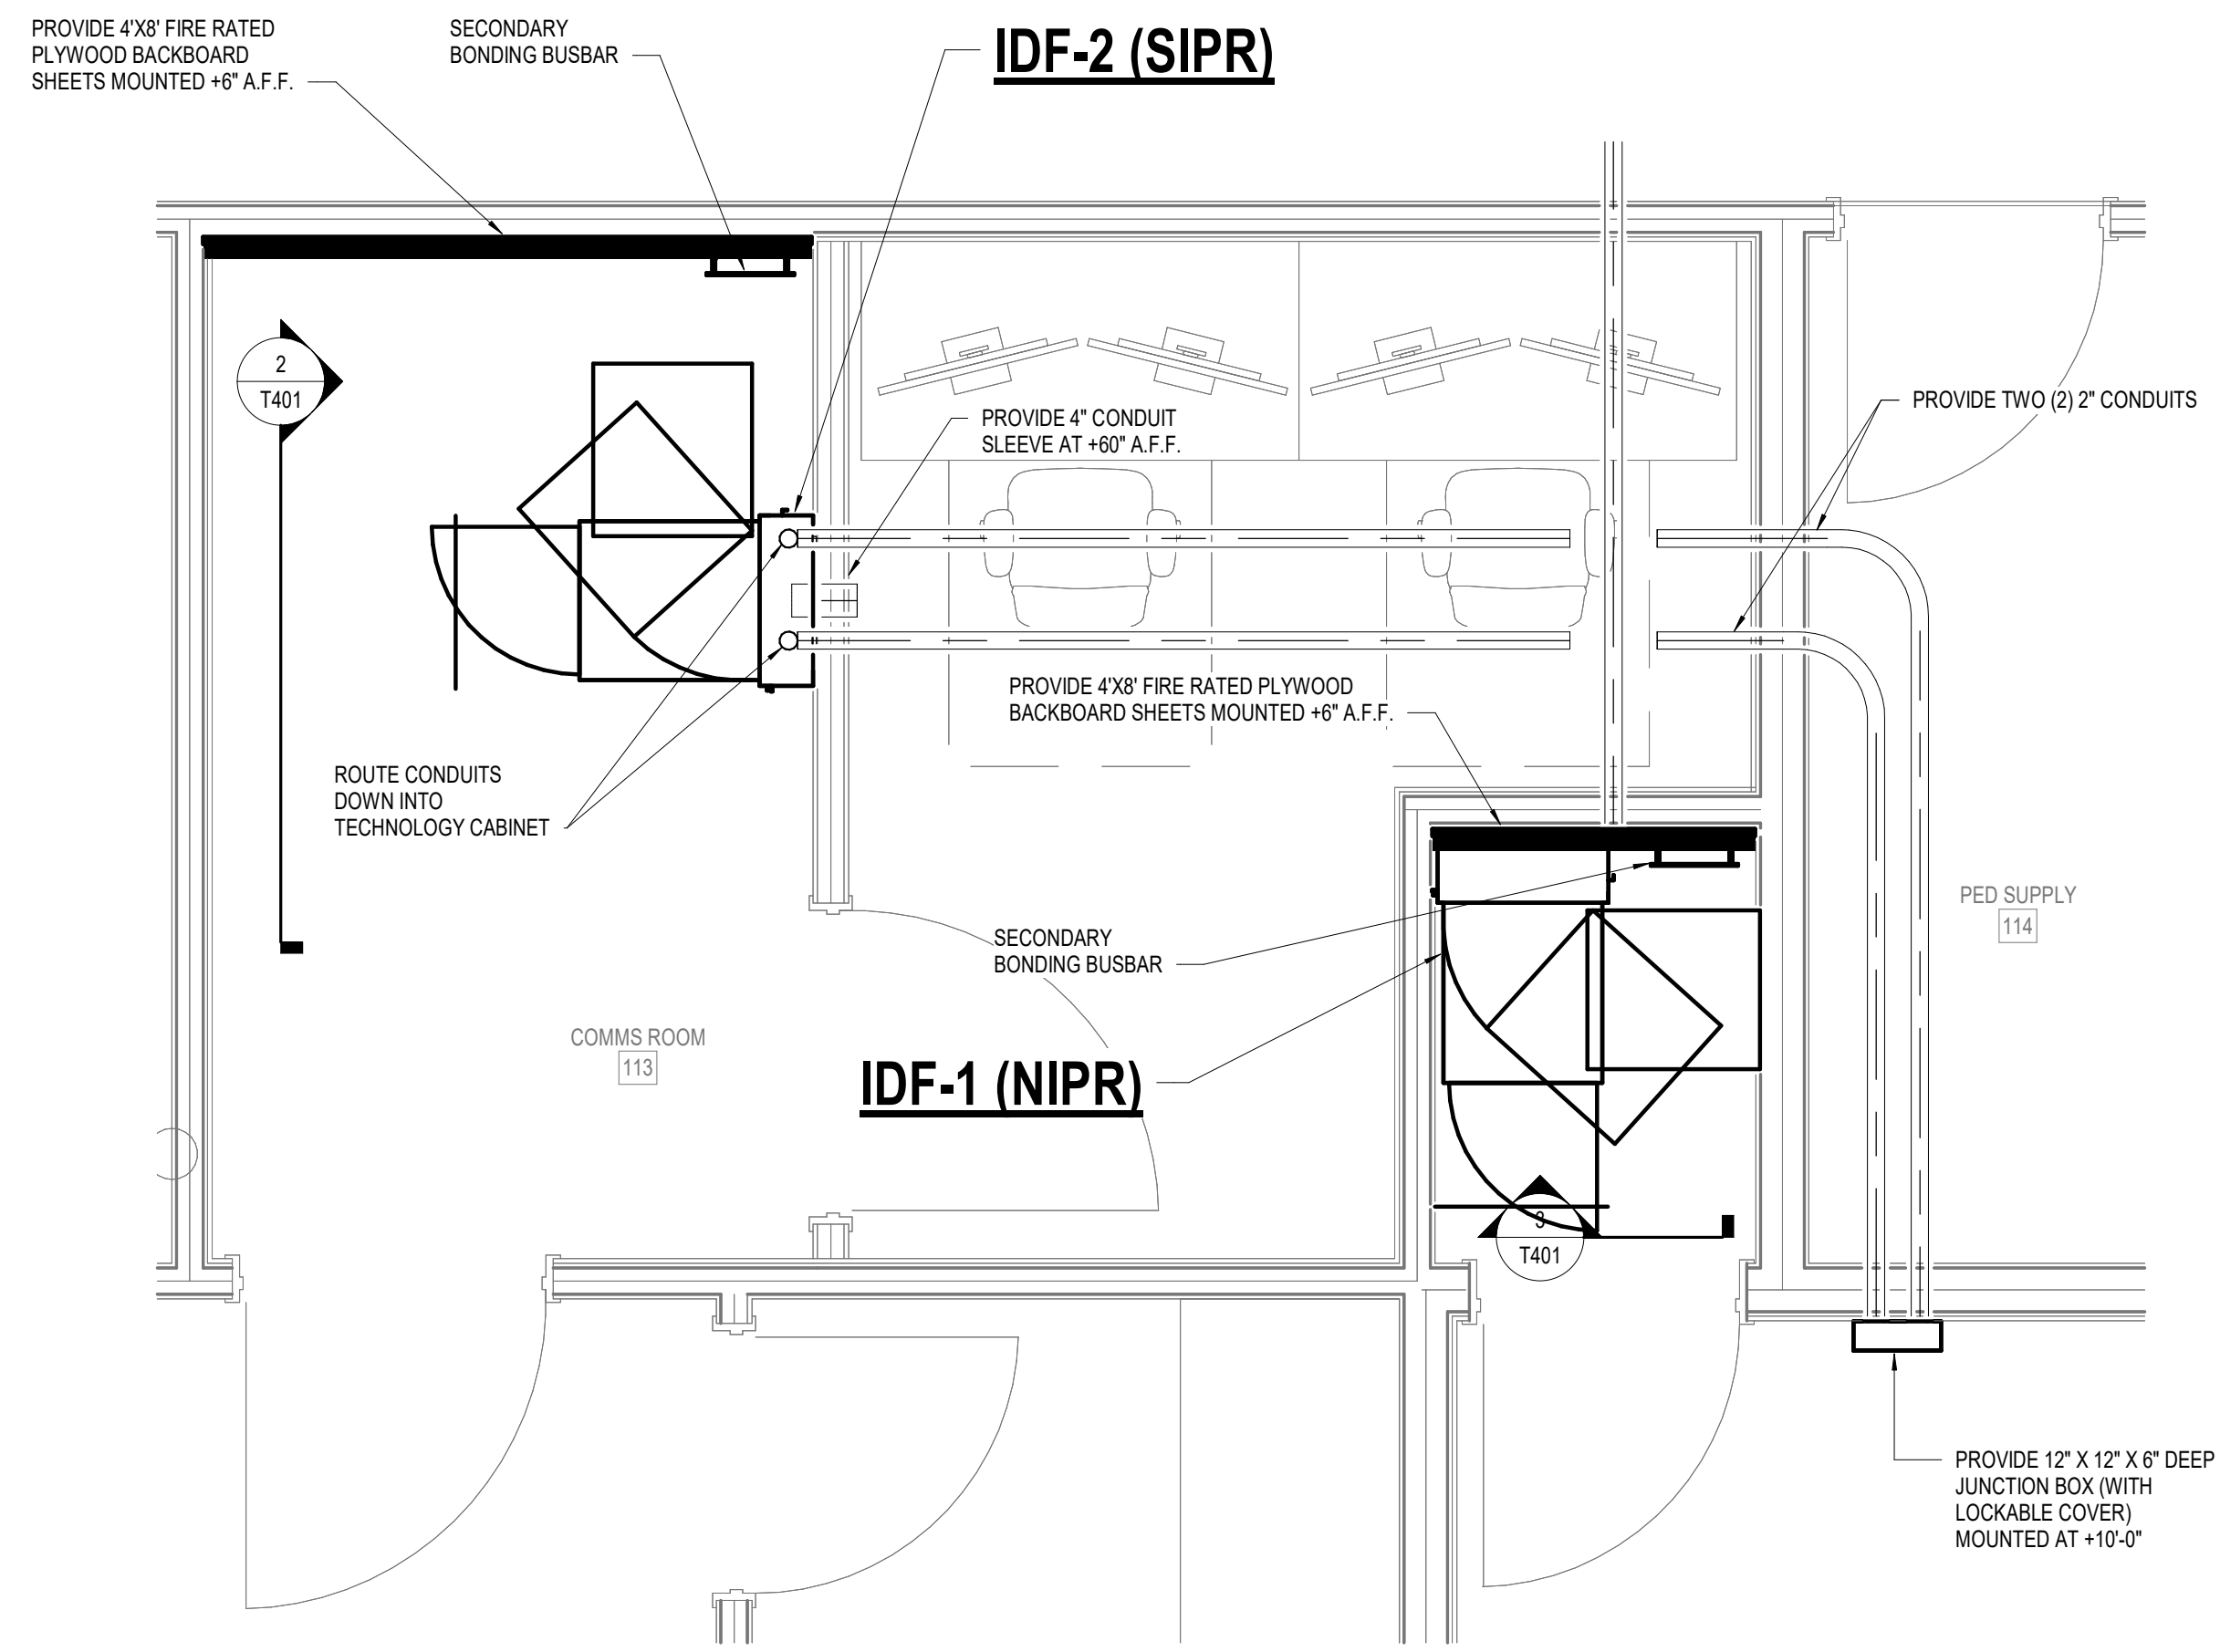 PROVIDE 4'X8' FIRE RATED
PLYWOOD BACKBOARD
SHEETS MOUNTED +6" A.F.F.
SECONDARY
BONDING BUSBAR
IDF-2 (SIPR)
2
T401
PROVIDE 4" CONDUIT
SLEEVE AT +60" A.F.F.
PROVIDE TWO (2) 2" CONDUITS
PROVIDE 4'X8' FIRE RATED PLYWOOD
BACKBOARD SHEETS MOUNTED +6" A.F.F.
ROUTE CONDUITS
DOWN INTO
TECHNOLOGY CABINET
PED SUPPLY
114
SECONDARY
BONDING BUSBAR
COMMS ROOM
113
IDF-1 (NIPR)
3
T401
PROVIDE 12" X 12" X 6" DEEP
JUNCTION BOX (WITH
LOCKABLE COVER)
MOUNTED AT +10'-0"